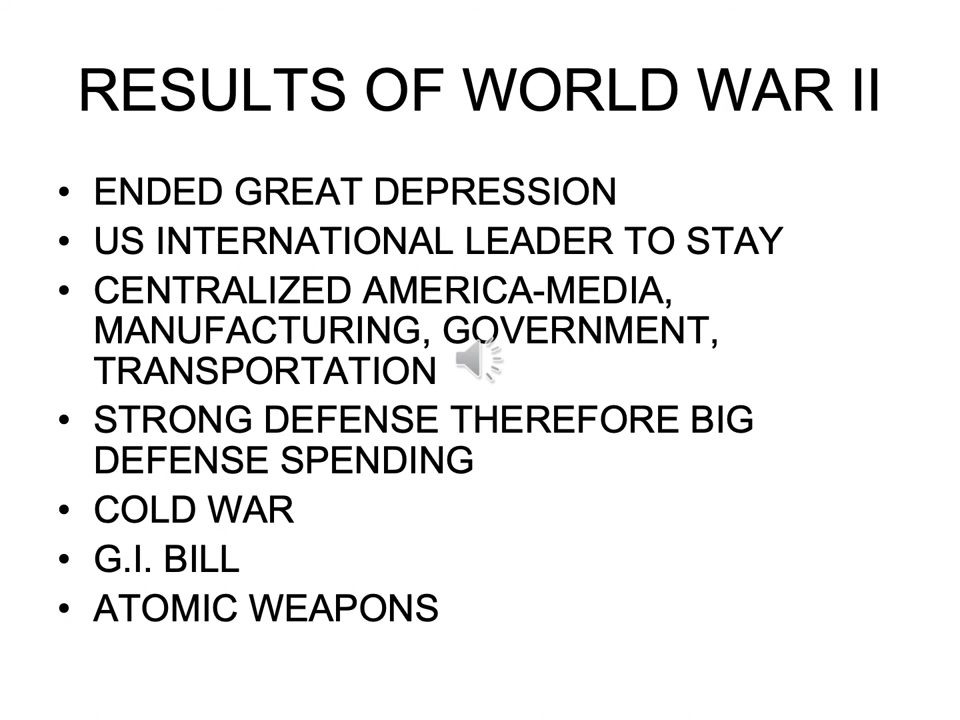 RESULTS OF WORLD WAR II
• ENDED GREAT DEPRESSION
• US INTERNATIONAL LEADER TO STAY
• CENTRALIZED AMERICA-MEDIA,
MANUFACTURING, GOVERNMENT,
TRANSPORTATION
• STRONG DEFENSE THEREFORE BIG
DEFENSE SPENDING
• COLD WAR
• G.I. BILL
• ATOMIC WEAPONS